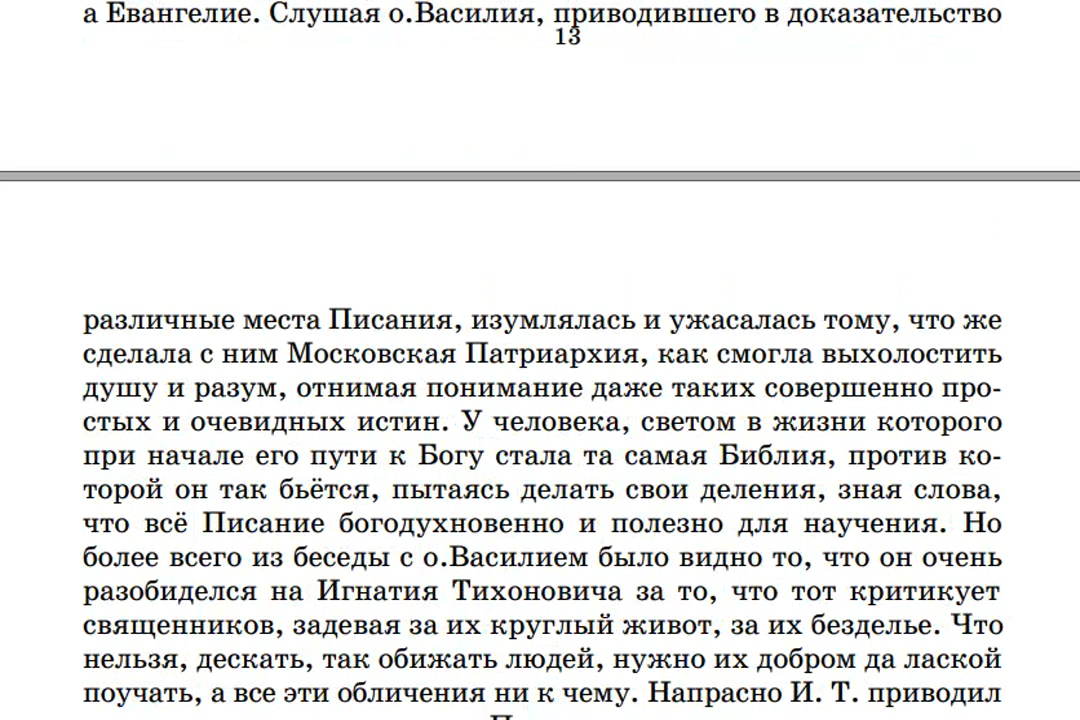 а Евангелие. Слушая о.Василия, приводившего в доказательство
13
различные места Писания, изумлялась и ужасалась тому, что же
сделала с ним Московская Патриархия, как смогла выхолостить
душу и разум, отнимая понимание даже таких совершенно про-
стых и очевидных истин. У человека, светом в жизни которого
при начале его пути к Богу стала та самая Библия, против ко-
торой он так бьётся, пытаясь делать свои деления, зная слова,
что всё Писание богодухновенно и полезно для научения. Но
более всего из беседы с о.Василием было видно то, что он очень
разобиделся на Игнатия Тихоновича за то, что тот критикует
священников, задевая за их круглый живот, за их безделье. Что
нельзя, дескать, так обижать людей, нужно их добром да лаской
поучать, а все эти обличения ни к чему. Напрасно И. Т. приводил